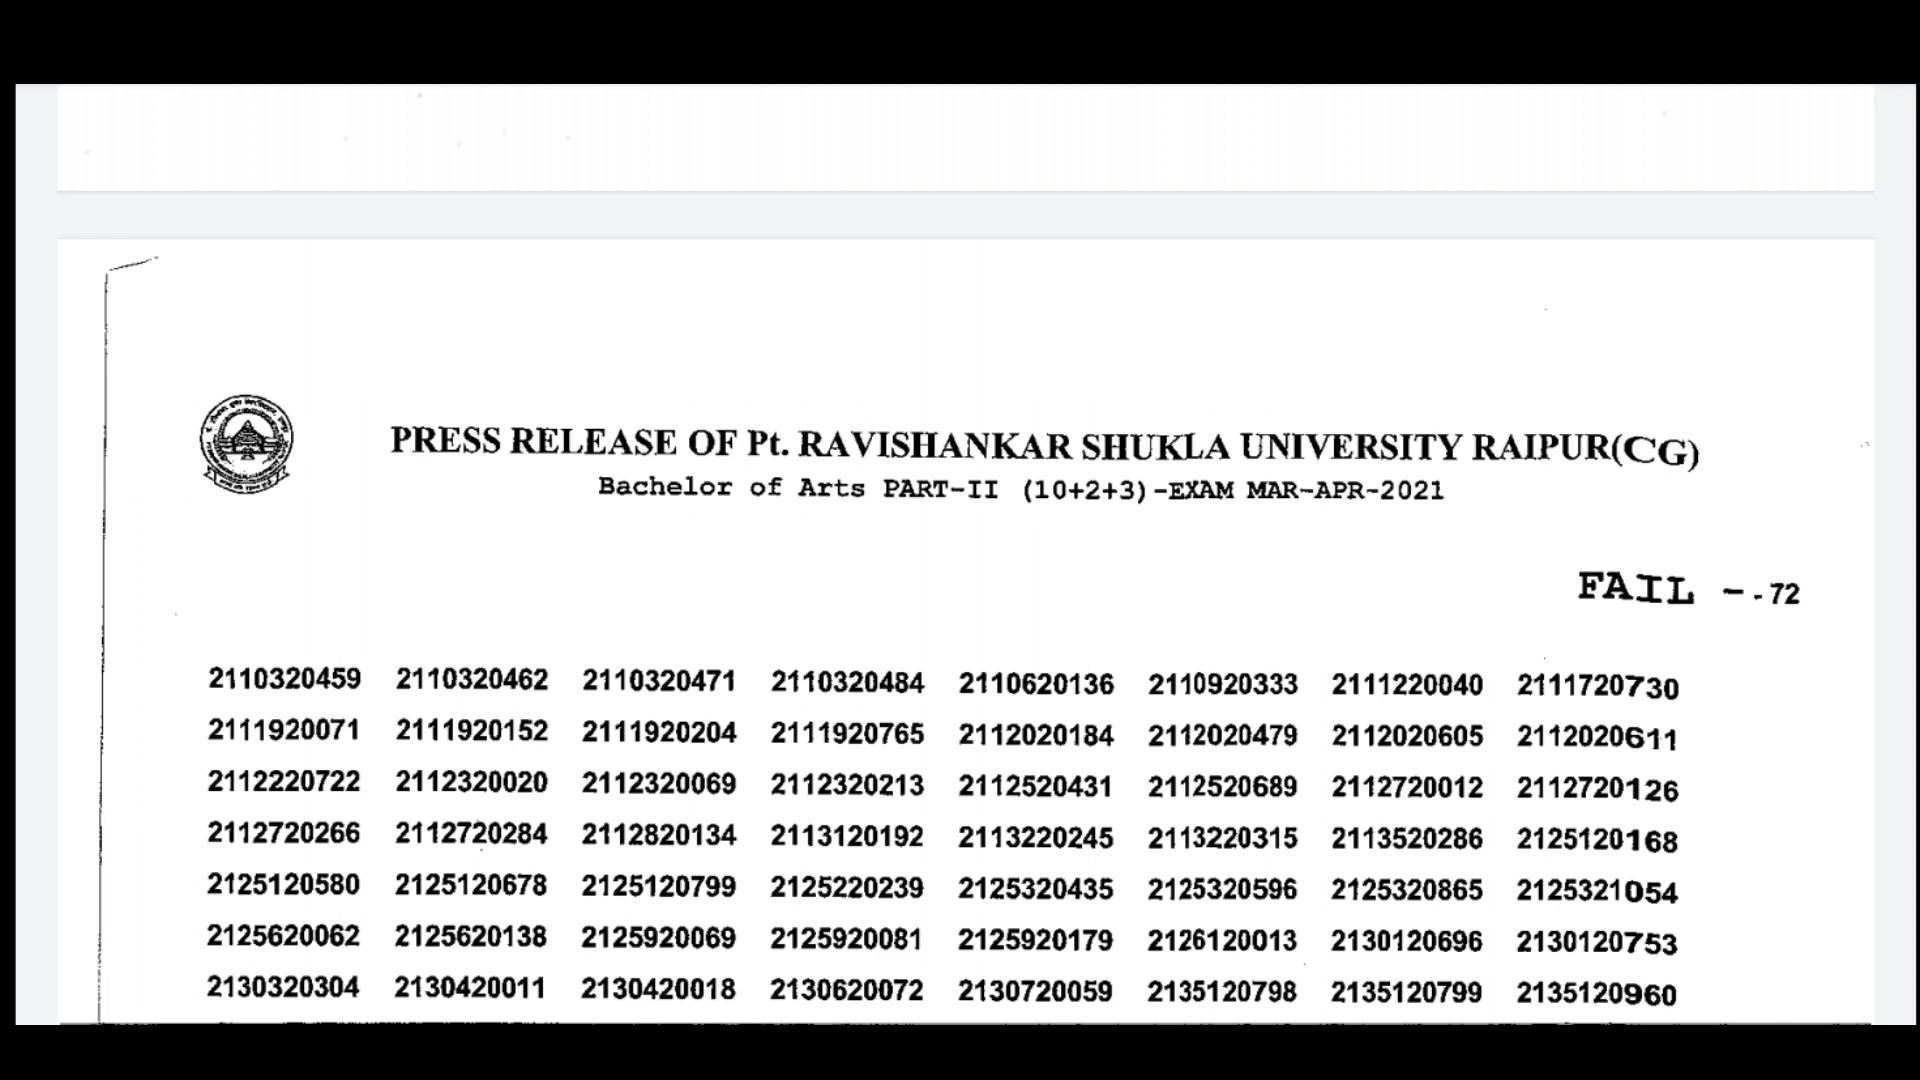 PRESS RELEASE OF Pt. RAVISHANKAR SHUKLA UNIVERSITY RAIPUR(CG)
Bachelor of Arts PART-II (10+2+3)-EXAM MAR-APR-2021
FAIL - - 72
2110320459 2110320462 2110320471 2110320484 2110620136 2110920333 2111220040 2111720730
2111920071 2111920152 2111920204 2111920765 2112020184 2112020479 2112020605 2112020611
2112220722 2112320020 2112320069 2112320213 2112520431 2112520689 2112720012 2112720126
2112720266 2112720284 2112820134 2113120192 2113220245 2113220315 2113520286 2125120168
2125120580 2125120678 2125120799 2125220239 2125320435 2125320596 2125320865 2125321054
2125620062 2125620138 2125920069 2125920081 2125920179 2126120013 2130120696 2130120753
2130320304 2130420011 2130420018 2130620072 2130720059 2135120798 2135120799 2135120960